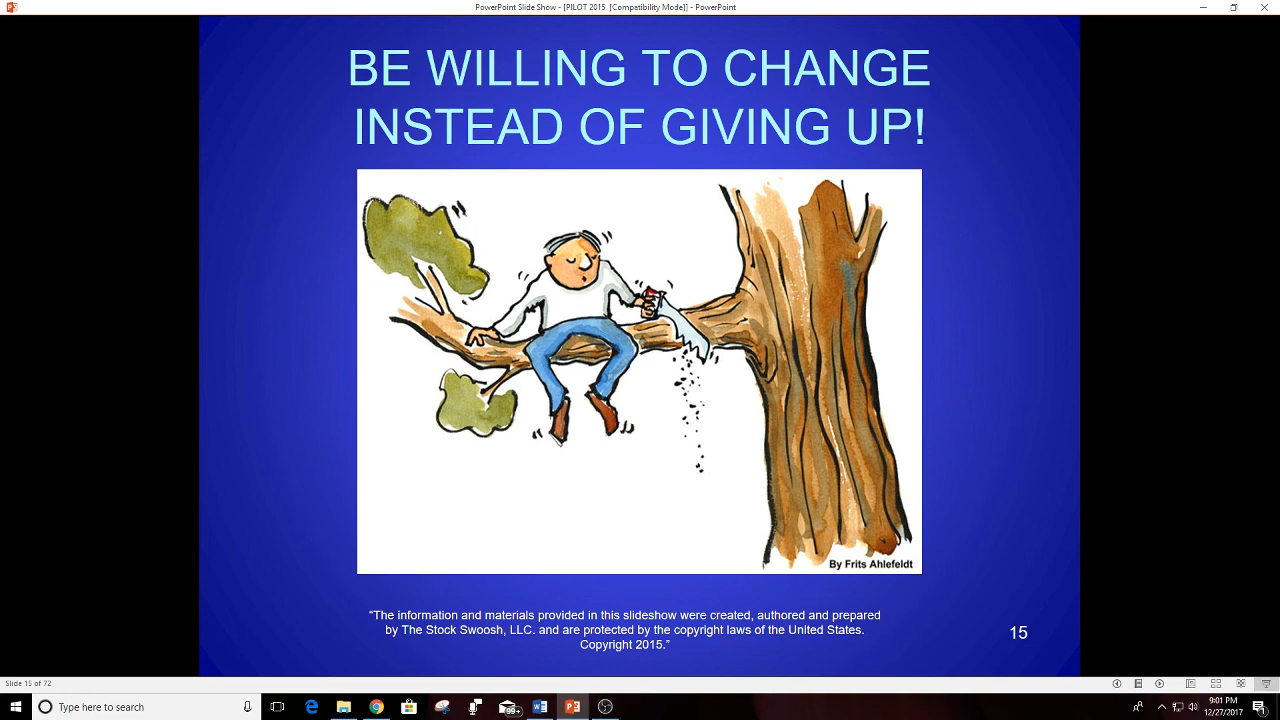 PowerPoint Slide Show - [PILOT 2015 [Compatibility Mode]] - PowerPoint
BE WILLING TO CHANGE
INSTEAD OF GIVING UP!
By Frits Ahlefeldt
“The information and materials provided in this slideshow were created, authored and prepared
by The Stock Swoosh, LLC. and are protected by the copyright laws of the United States.
Copyright 2015.”
15
Slide 15 of 72
Type here to search
99+
9:01 PM
12/27/2017
1